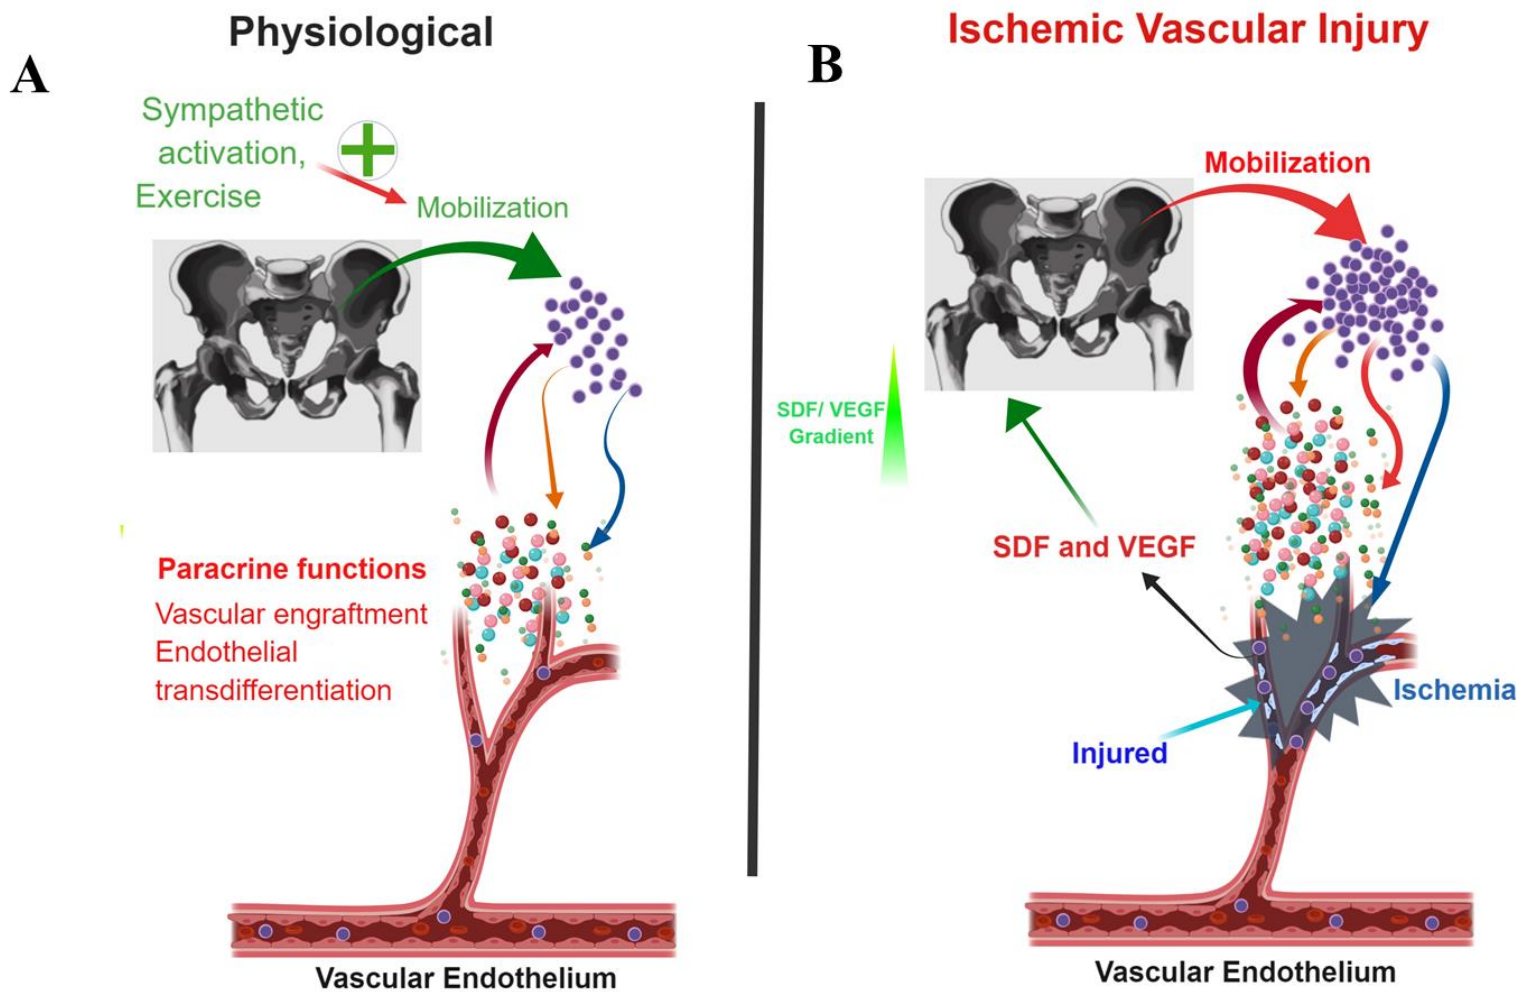 Physiological
A
Sympathetic
activation,
Exercise
Mobilization
Paracrine functions
Vascular engraftment
Endothelial
transdifferentiation
Vascular Endothelium
Ischemic Vascular Injury
B
Mobilization
SDF/ VEGF
Gradient
SDF and VEGF
Ischemia
Injured
Vascular Endothelium